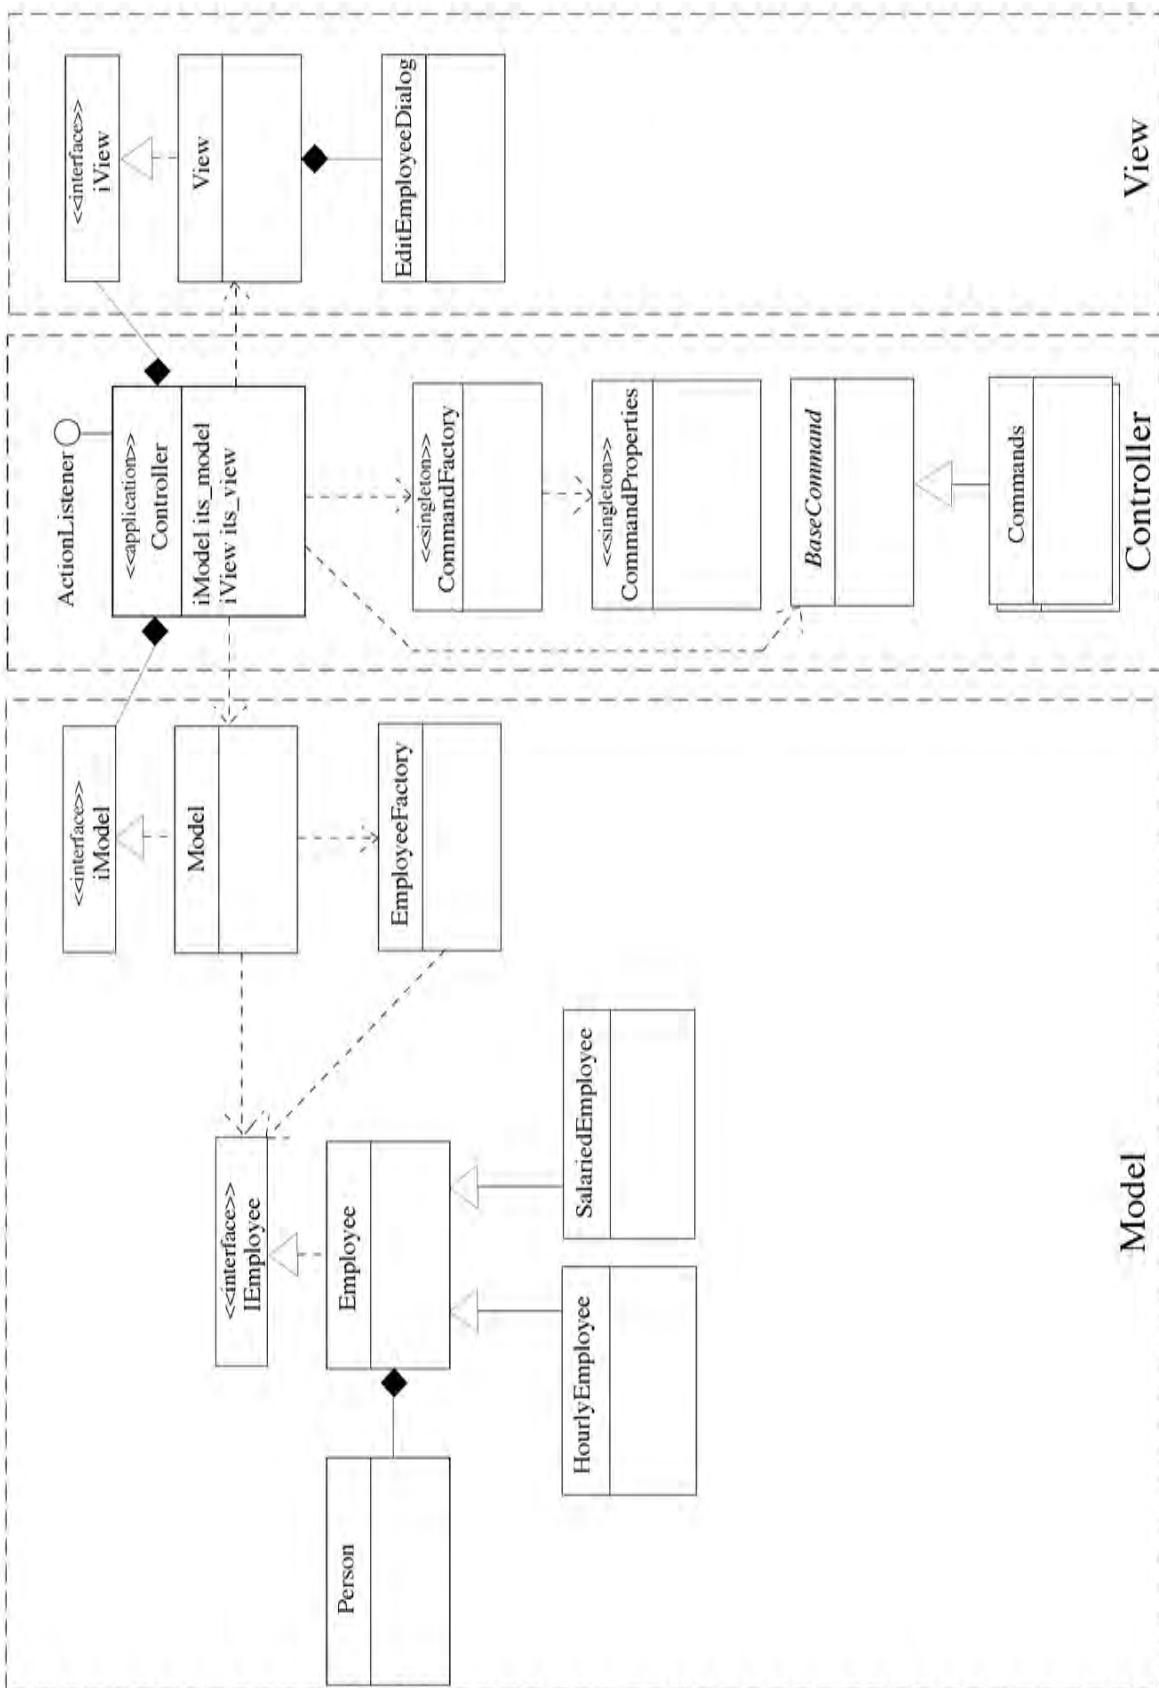 <<interface>>
iModel
Model
EmployeeFactory
<<interface>>
IEmployee
Employee
Person
HourlyEmployee
SalariedEmployee
Model
ActionListener
<<application>>
Controller
iModel its_model
iView its_view
<<singleton>>
CommandFactory
<<singleton>>
CommandProperties
BaseCommand
Commands
Controller
<<interface>>
iView
View
EditEmployeeDialog
View